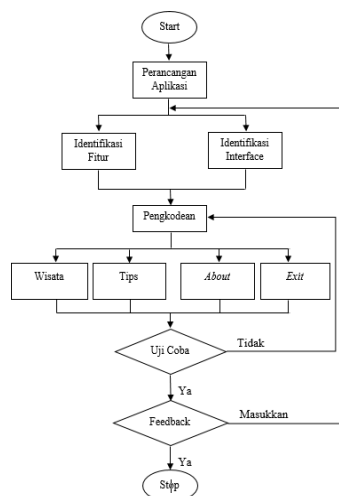 Start
Perancangan
Aplikasi
Identifikasi
Fitur
Identifikasi
Interface
Pengkodean
Wisata
Tips
About
Exit
Uji Coba
Tidak
Ya
Feedback
Masukkan
Ya
Stop